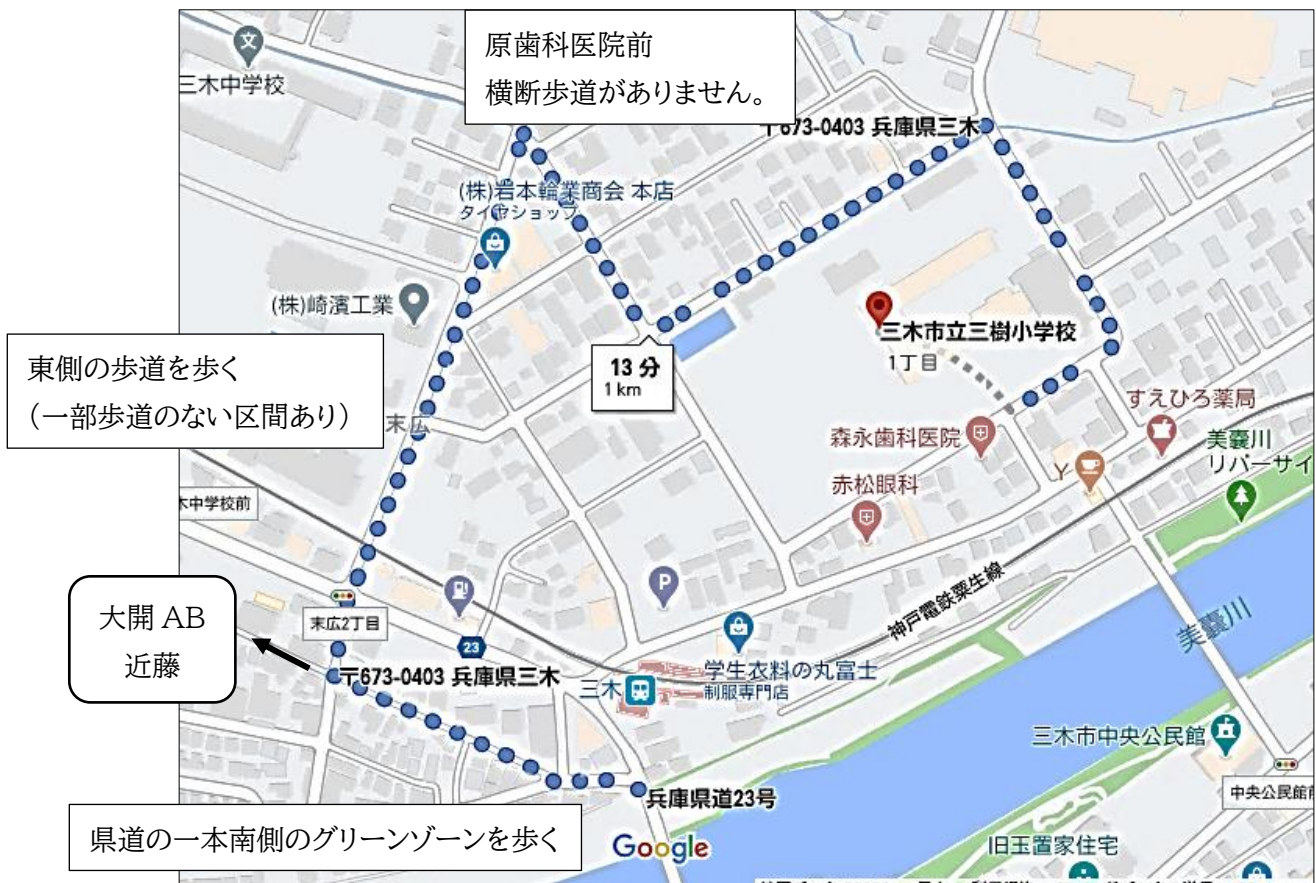 原歯科医院前
横断歩道がありません。
三木中学校
〒673-0403 兵庫県三木
(株)岩本輪業商会 本店
タイヤショップ
(株)崎濱工業
三木市立三樹小学校
1丁目
13 分
1 km
東側の歩道を歩く
(一部歩道のない区間あり)
末広
すえひろ薬局
森永歯科医院
美嚢川
リバーサイ
Y
赤松眼科
木中学校前
P
神戸電鉄粟生線
大開 AB
近藤
末広2丁目
23
美嚢川
〒673-0403 兵庫県三木
三木
学生衣料の丸富士
制服専門店
三木市中央公民館
兵庫県道23号
中央公民館前
県道の一本南側のグリーンゾーンを歩く
Google
旧玉置家住宅